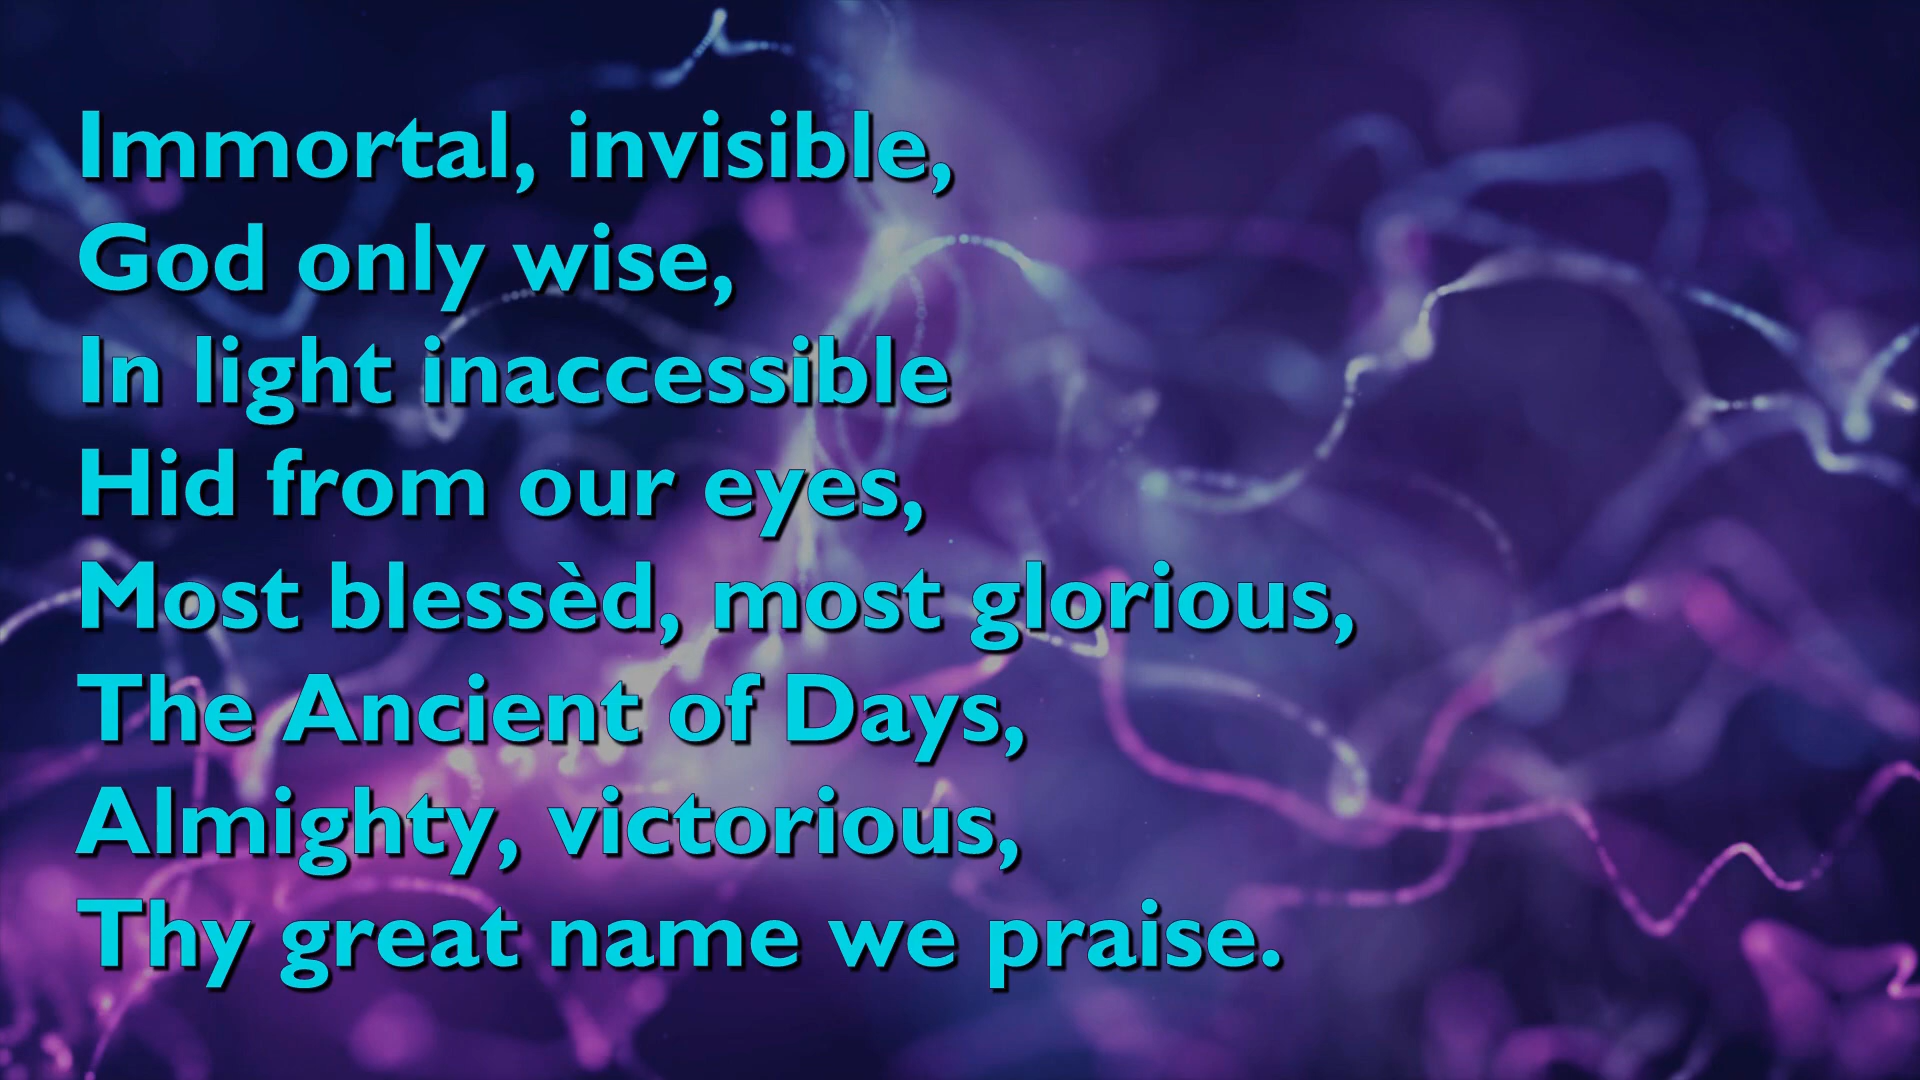 Immortal, invisible,
God only wise,
In light inaccessible
Hid from our eyes,
Most blessèd, most glorious,
The Ancient of Days,
Almighty, victorious,
Thy great name we praise.